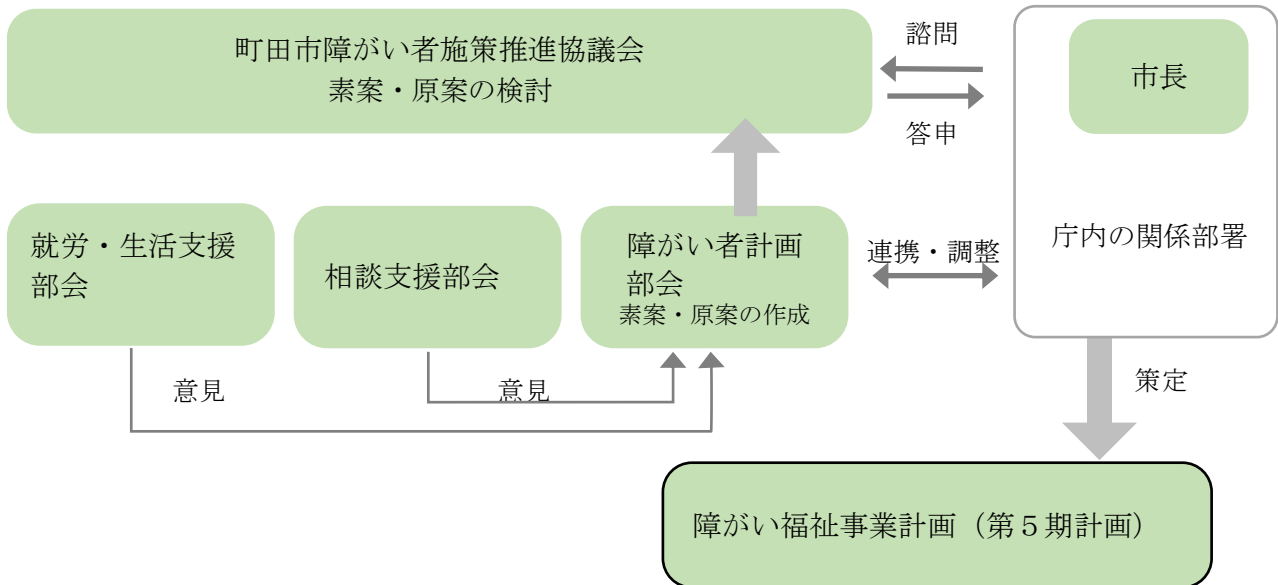 町田市障がい者施策推進協議会
素案・原案の検討
諮問
答申
市長
庁内の関係部署
就労・生活支援
部会
相談支援部会
障がい者計画
部会
素案・原案の作成
連携・調整
意見
意見
策定
障がい福祉事業計画（第５期計画）